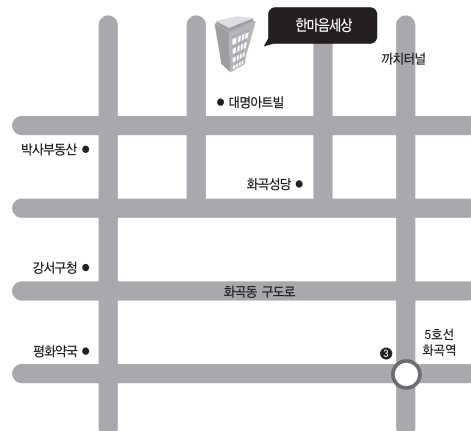 한마음세상
까치터널
대명아트빌
박사부동산
화곡성당
강서구청
화곡동 구도로
평화약국
3
5호선
화곡역